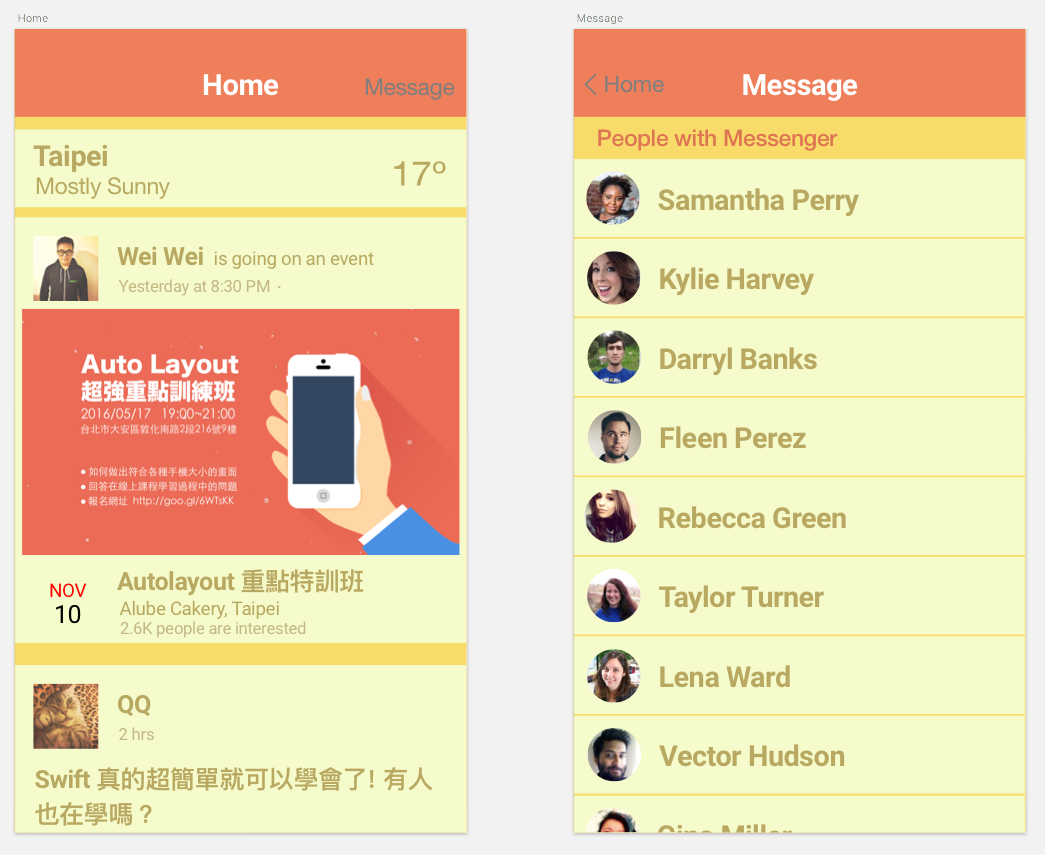 Home
Home
Message
Taipei
Mostly Sunny
17°
Wei Wei is going on an event
Yesterday at 8:30 PM ·
Auto Layout
超強重點訓練班
2016/05/17 19:00~21:00
台北市大安區敦化南路2段216號9樓
• 如何做出符合各種手機大小的畫面
• 回答在線上課程學習過程中的問題
• 報名網址 http://goo.gl/6WTsKK
NOV
10
Autolayout 重點特訓班
Alube Cakery, Taipei
2.6K people are interested
QQ
2 hrs
Swift 真的超簡單就可以學會了! 有人
也在學嗎 ?
Message
Home
Message
People with Messenger
Samantha Perry
Kylie Harvey
Darryl Banks
Fleen Perez
Rebecca Green
Taylor Turner
Lena Ward
Vector Hudson
Gina Miller